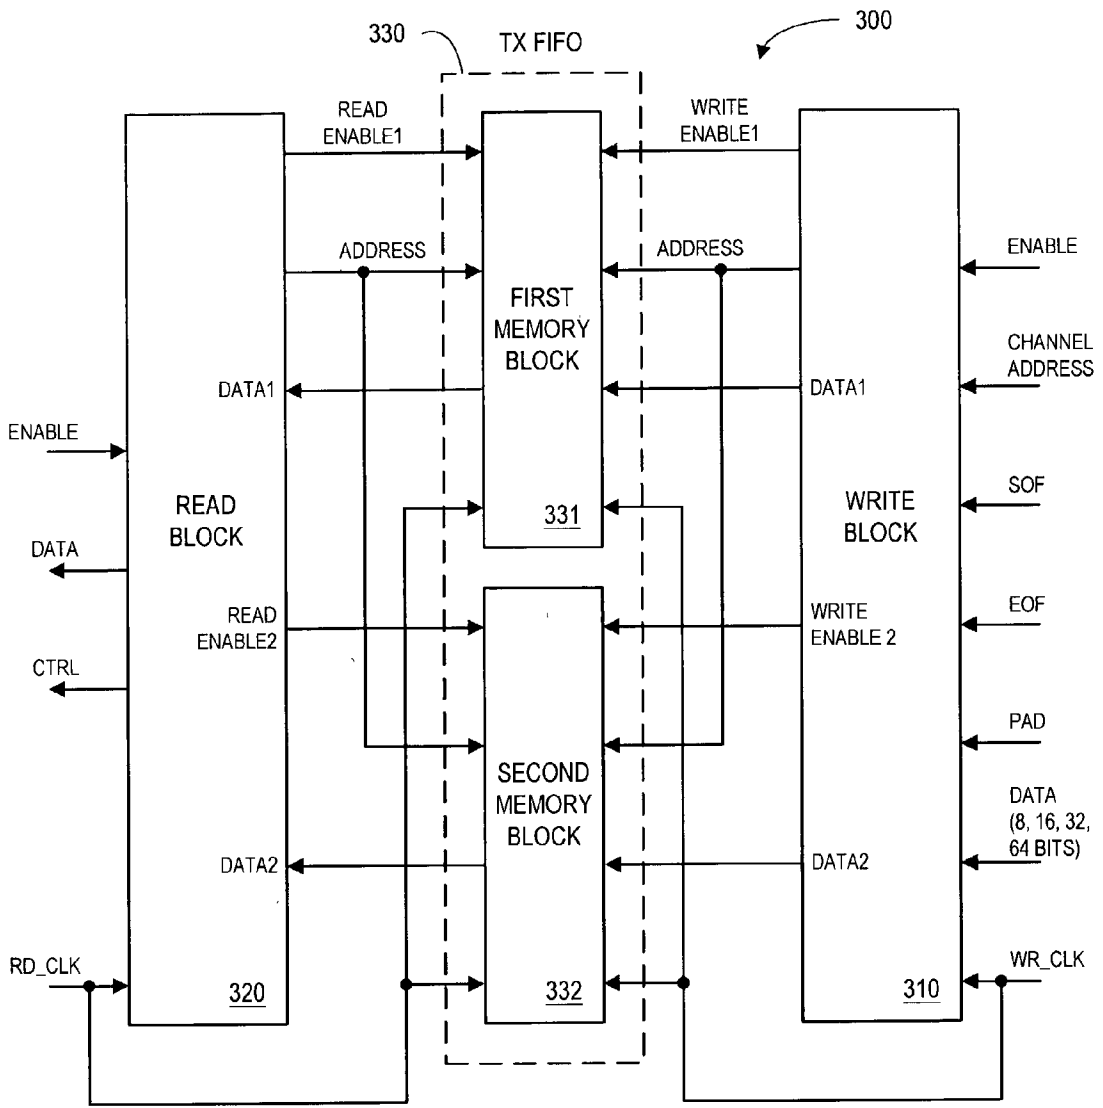 300
330
TX FIFO
READ
ENABLE1
WRITE
ENABLE1
ADDRESS
ADDRESS
ENABLE
FIRST
MEMORY
BLOCK
CHANNEL
ADDRESS
DATA1
DATA1
ENABLE
READ
BLOCK
331
WRITE
BLOCK
SOF
DATA
READ
ENABLE2
WRITE
ENABLE 2
EOF
CTRL
PAD
SECOND
MEMORY
BLOCK
DATA
(8, 16, 32,
64 BITS)
DATA2
DATA2
RD_CLK
320
332
310
WR_CLK